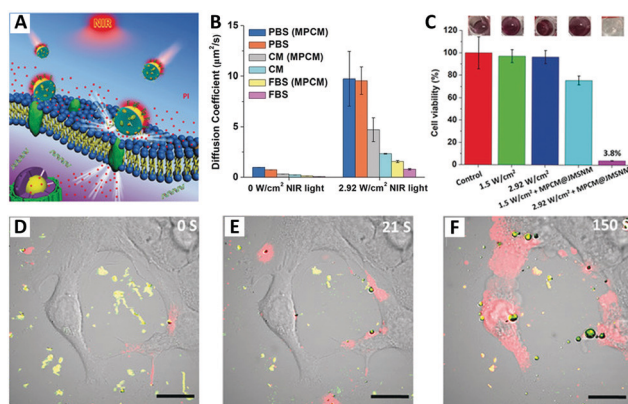 A
NIR
PI
B
Diffusion Coefficient (μm²/s)
15
10
5
0
PBS (MPCM)
PBS
CM (MPCM)
CM
FBS (MPCM)
FBS
0 W/cm² NIR light
2.92 W/cm² NIR light
C
Cell viability (%)
120
100
80
60
40
20
0
3.8%
Control
1.5 W/cm²
2.92 W/cm²
1.5 W/cm² + MPCM@JMSNM
2.92 W/cm² + MPCM@JMSNM
D
0 S
E
21 S
F
150 S